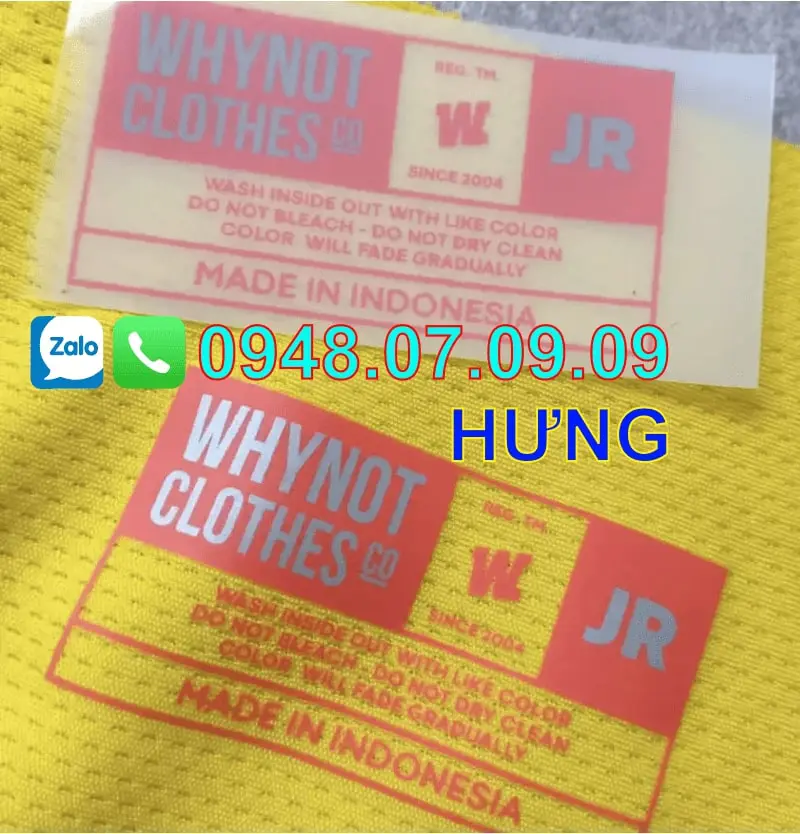 WHYNOT
CLOTHES CO
REG. TM.
W
SINCE 2004
JR
WASH INSIDE OUT WITH LIKE COLOR
DO NOT BLEACH - DO NOT DRY CLEAN
COLOR WILL FADE GRADUALLY
MADE IN INDONESIA
Zalo
0948.07.09.09
HƯNG
WHYNOT
CLOTHES CO
REG. TM.
W
SINCE 2004
JR
WASH INSIDE OUT WITH LIKE COLOR
DO NOT BLEACH - DO NOT DRY CLEAN
COLOR WILL FADE GRADUALLY
MADE IN INDONESIA